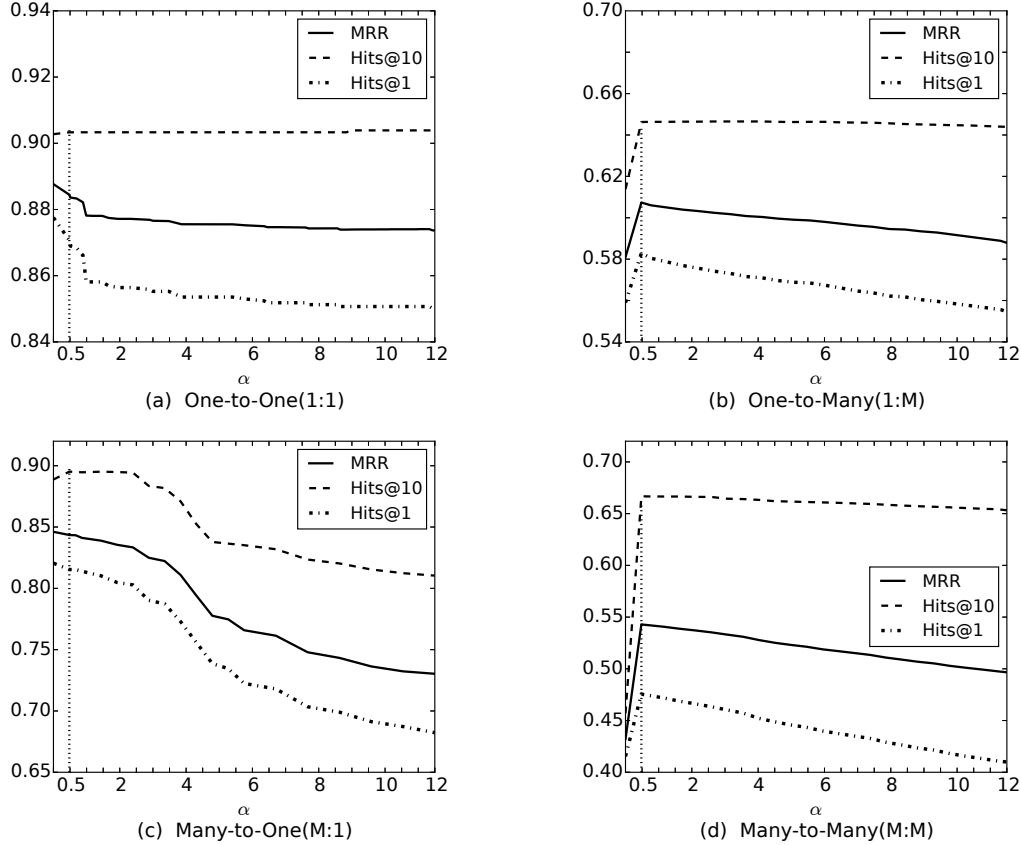 0.94
0.92
0.90
0.88
0.86
0.84
0.5 2 4 6 8 10 12
MRR
Hits@10
Hits@1
α
(a) One-to-One(1:1)
0.70
0.66
0.62
0.58
0.54
0.5 2 4 6 8 10 12
MRR
Hits@10
Hits@1
α
(b) One-to-Many(1:M)
0.90
0.85
0.80
0.75
0.70
0.65
0.5 2 4 6 8 10 12
MRR
Hits@10
Hits@1
α
(c) Many-to-One(M:1)
0.70
0.65
0.60
0.55
0.50
0.45
0.40
0.5 2 4 6 8 10 12
MRR
Hits@10
Hits@1
α
(d) Many-to-Many(M:M)